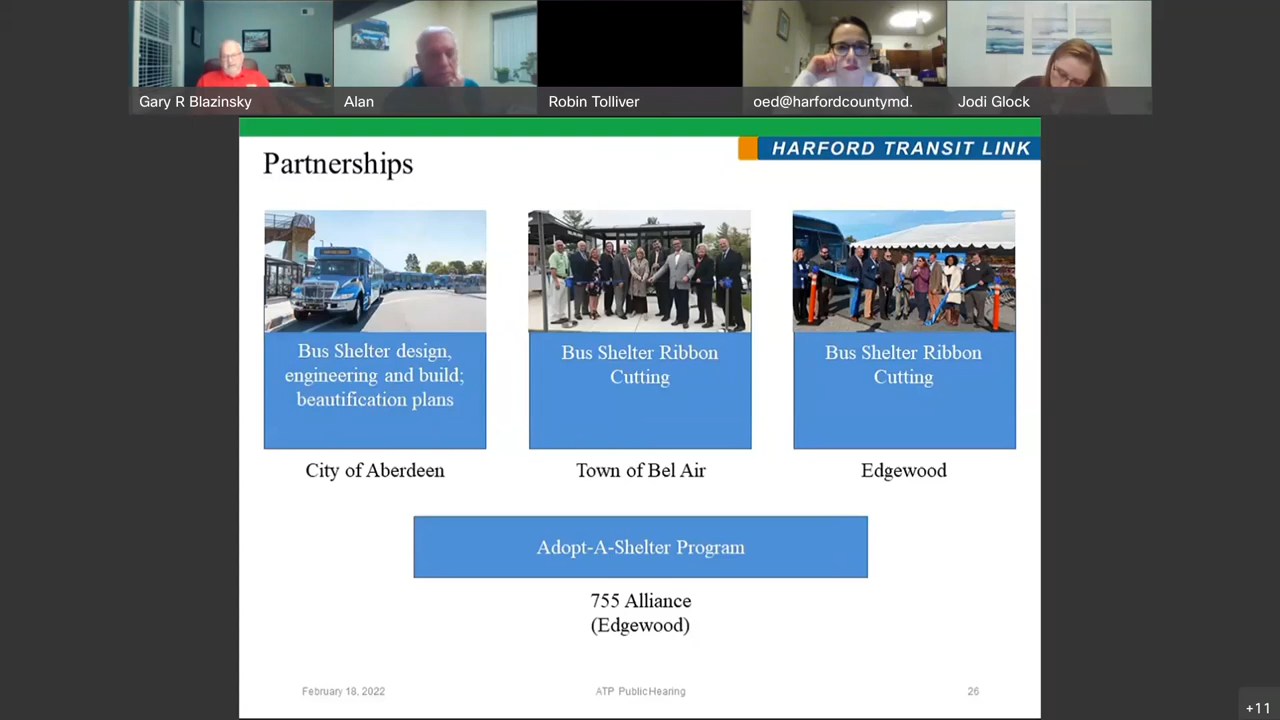 Gary R Blazinsky
Alan
Robin Tolliver
oed@harfordcountymd.
Jodi Glock
HARFORD TRANSIT LINK
Partnerships
Bus Shelter design,
engineering and build;
beautification plans
Bus Shelter Ribbon
Cutting
Bus Shelter Ribbon
Cutting
City of Aberdeen
Town of Bel Air
Edgewood
Adopt-A-Shelter Program
755 Alliance
(Edgewood)
February 18, 2022
ATP Public Hearing
26
+11